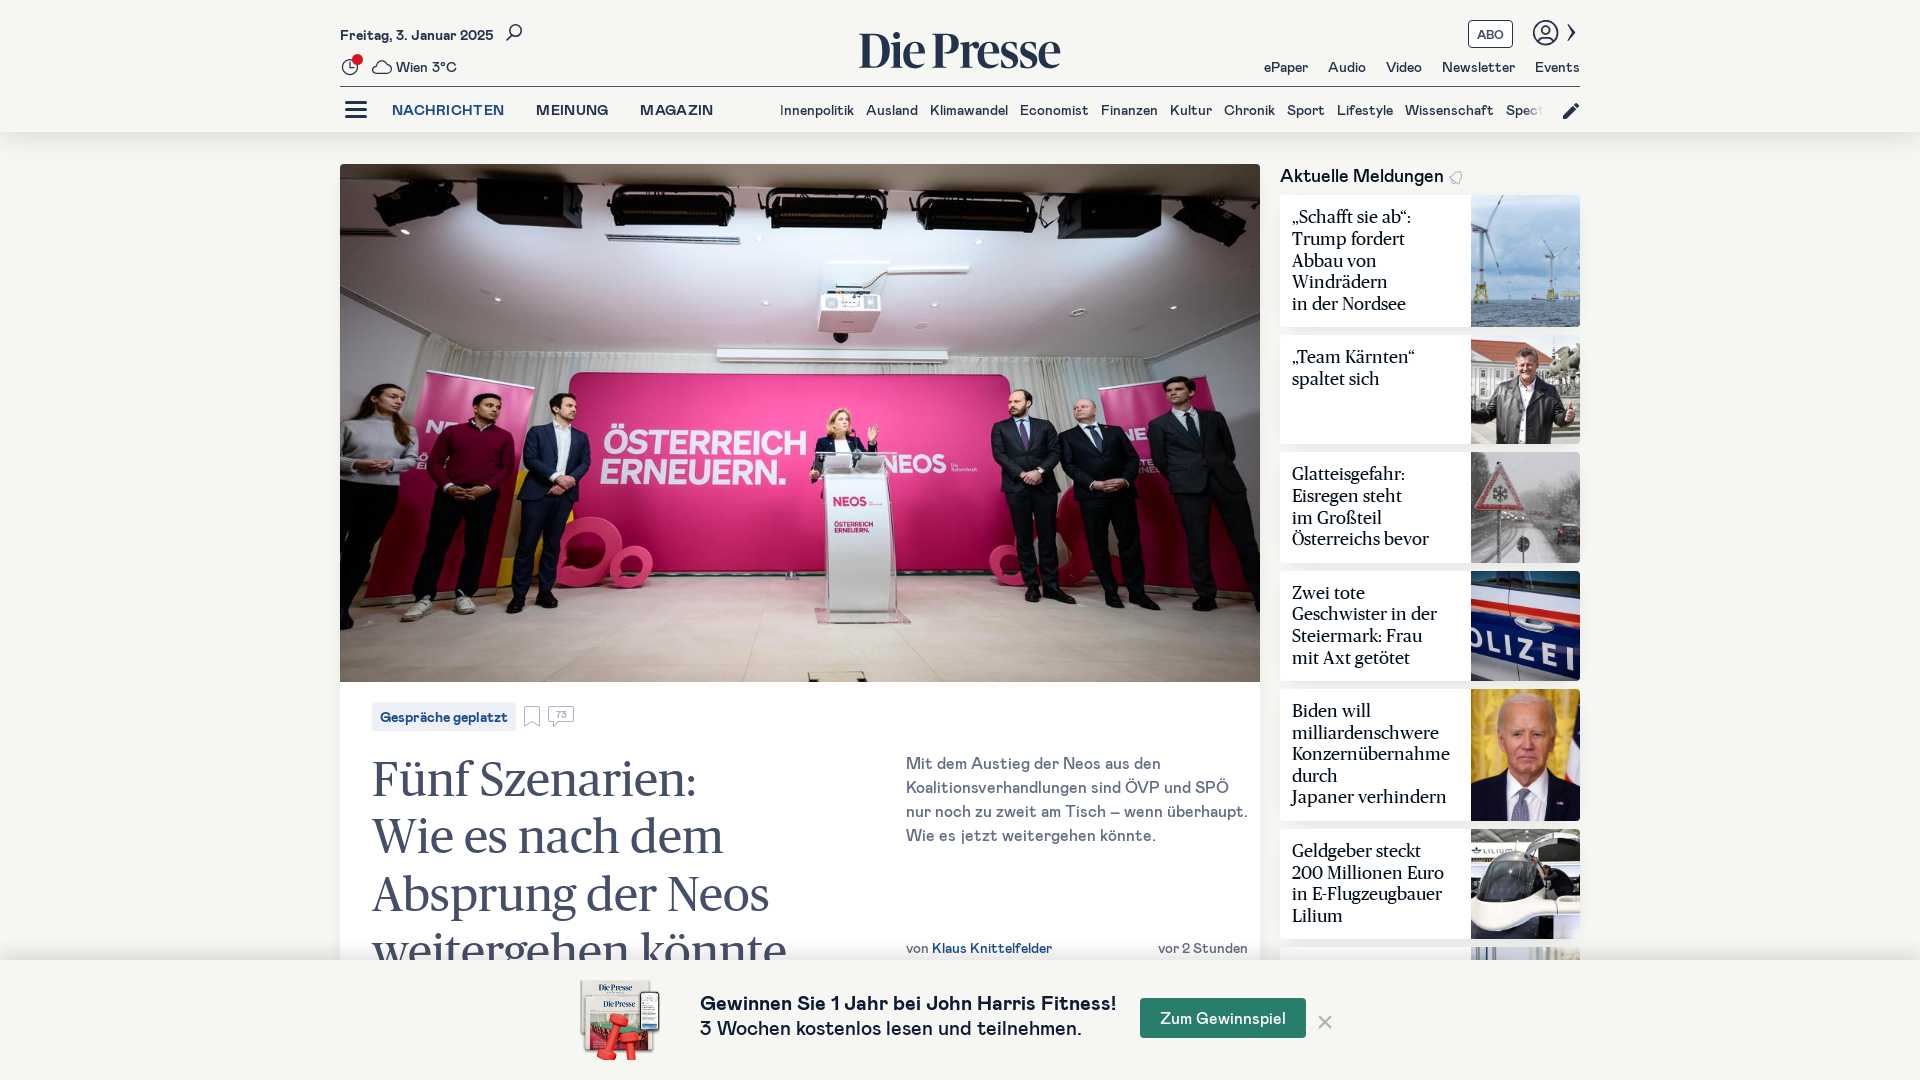 Freitag, 3. Januar 2025
Wien 3°C
Die Presse
ABO
ePaper Audio Video Newsletter Events
NACHRICHTEN MEINUNG MAGAZIN
Innenpolitik Ausland Klimawandel Economist Finanzen Kultur Chronik Sport Lifestyle Wissenschaft
ÖSTERREICH
ERNEUERN.
NEOS
NEOS
ÖSTERREICH
ERNEUERN.
Gespräche geplatzt
73
Fünf Szenarien:
Wie es nach dem
Absprung der Neos
weitergehen könnte
Mit dem Austieg der Neos aus den
Koalitionsverhandlungen sind ÖVP und SPÖ
nur noch zu zweit am Tisch – wenn überhaupt.
Wie es jetzt weitergehen könnte.
von Klaus Knittelfelder
vor 2 Stunden
Aktuelle Meldungen
„Schafft sie ab“:
Trump fordert
Abbau von
Windrädern
in der Nordsee
„Team Kärnten“
spaltet sich
Glatteisgefahr:
Eisregen steht
im Großteil
Österreichs bevor
Zwei tote
Geschwister in der
Steiermark: Frau
mit Axt getötet
OLIZEI
Biden will
milliardenschwere
Konzernübernahme
durch
Japaner verhindern
Geldgeber steckt
200 Millionen Euro
in E-Flugzeugbauer
Lilium
LILIUM
Die Presse
Die Presse
Gewinnen Sie 1 Jahr bei John Harris Fitness!
3 Wochen kostenlos lesen und teilnehmen.
Zum Gewinnspiel